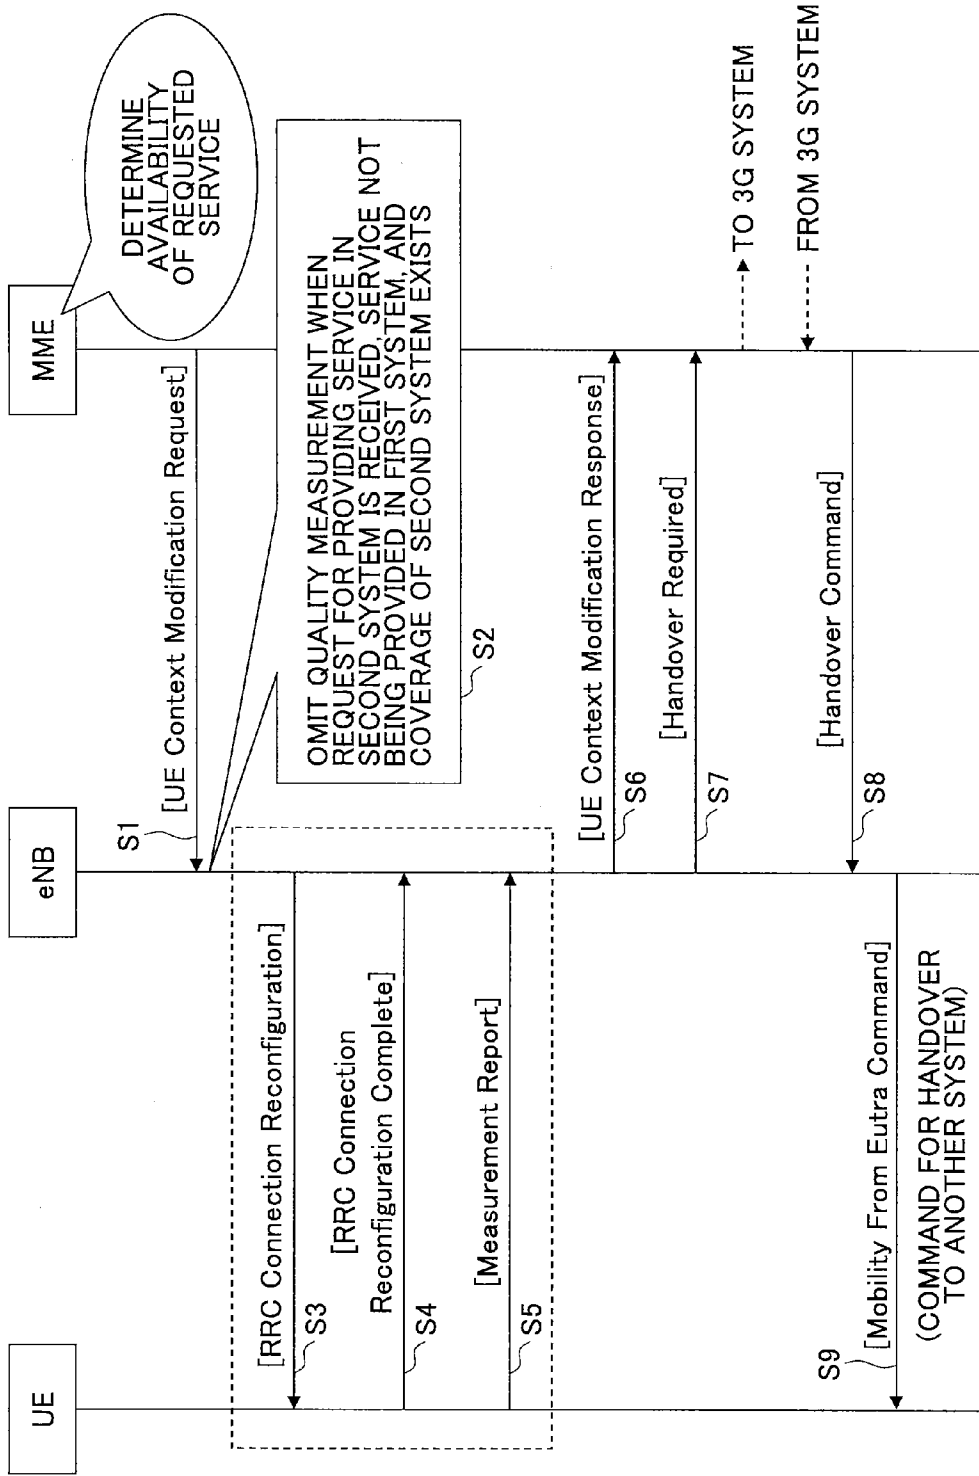 UE
eNB
MME
DETERMINE
AVAILABILITY
OF REQUESTED
SERVICE
S1
[UE Context Modification Request]
OMIT QUALITY MEASUREMENT WHEN
REQUEST FOR PROVIDING SERVICE IN
SECOND SYSTEM IS RECEIVED, SERVICE NOT
BEING PROVIDED IN FIRST SYSTEM, AND
COVERAGE OF SECOND SYSTEM EXISTS
S2
[RRC Connection Reconfiguration]
S3
[RRC Connection
Reconfiguration Complete]
S4
[Measurement Report]
S5
[UE Context Modification Response]
S6
[Handover Required]
S7
TO 3G SYSTEM
FROM 3G SYSTEM
[Handover Command]
S8
S9
[Mobility From Eutra Command]
(COMMAND FOR HANDOVER
TO ANOTHER SYSTEM)